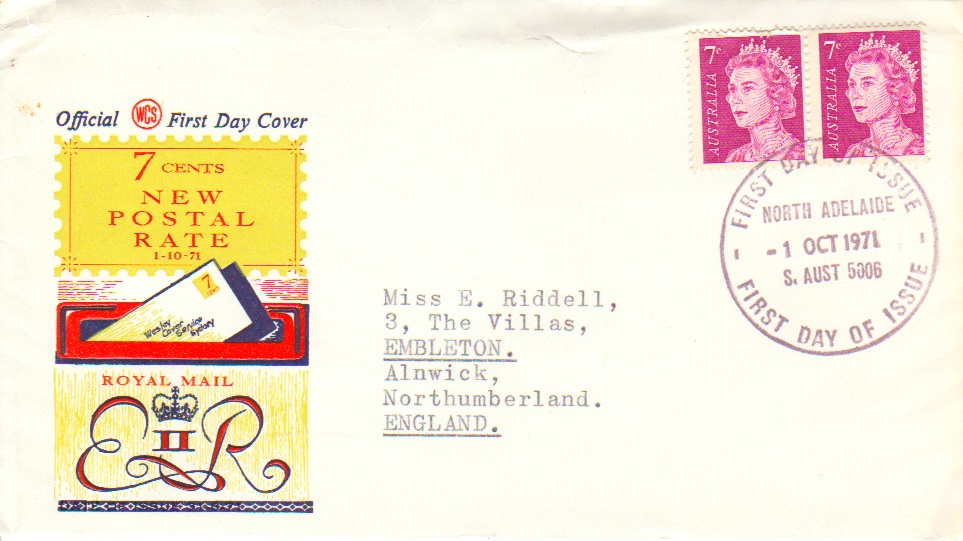 Official WCS First Day Cover
7 CENTS
NEW
POSTAL
RATE
1-10-71
7
Wesley
Cover
Service
Sydney
ROYAL MAIL
E II R
7c
AUSTRALIA
7c
AUSTRALIA
FIRST DAY OF ISSUE
NORTH ADELAIDE
-1 OCT 1971
S. AUST 5006
FIRST DAY OF ISSUE
Miss E. Riddell,
3, The Villas,
EMBLETON.
Alnwick,
Northumberland.
ENGLAND.